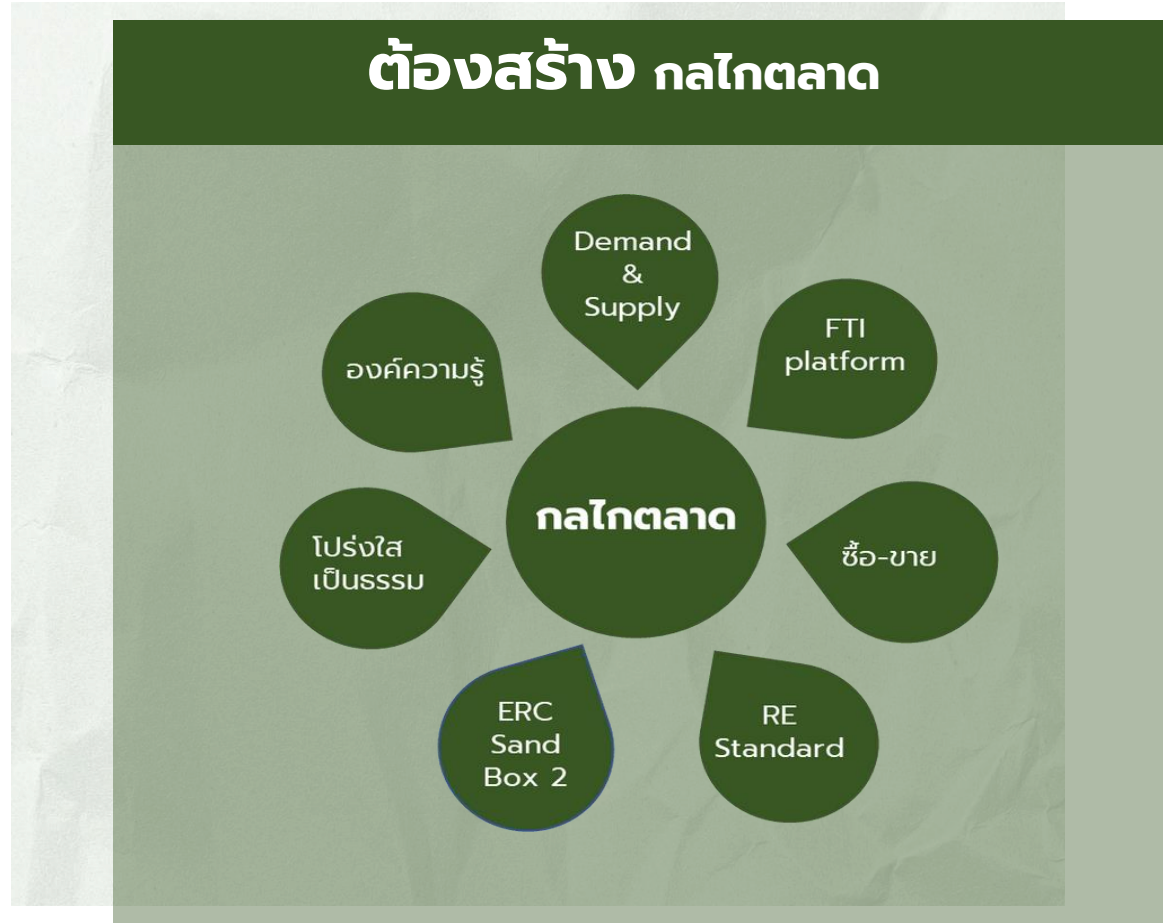 ต้องสร้าง กลไกตลาด
Demand
&
Supply
FTI
platform
องค์ความรู้
กลไกตลาด
โปร่งใส
เป็นธรรม
ซื้อ-ขาย
ERC
Sand
Box 2
RE
Standard